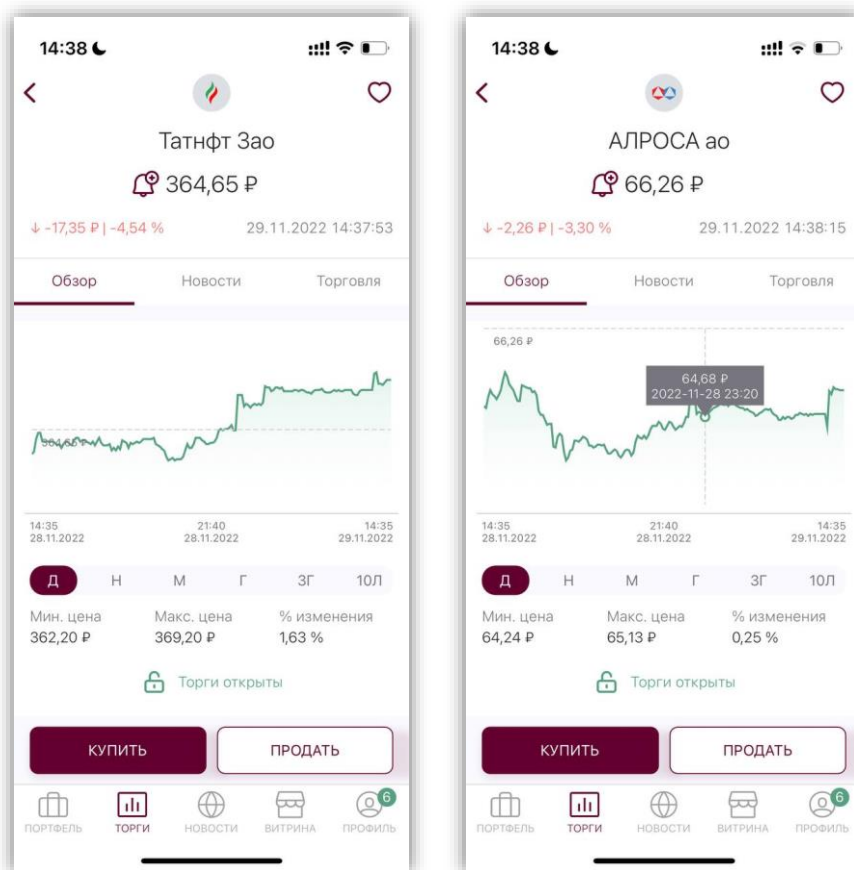 14:38
Татнфт 3ао
364,65 ₽
↓ -17,35 ₽ | -4,54 %
29.11.2022 14:37:53
Обзор Новости Торговля
364,65 ₽
14:35 21:40 14:35
28.11.2022 28.11.2022 29.11.2022
Д Н М Г 3Г 10Л
Мин. цена Макс. цена % изменения
362,20 ₽ 369,20 ₽ 1,63 %
Торги открыты
КУПИТЬ ПРОДАТЬ
6
ПОРТФЕЛЬ ТОРГИ НОВОСТИ ВИТРИНА ПРОФИЛЬ
14:38
АЛРОСА ао
66,26 ₽
↓ -2,26 ₽ | -3,30 %
29.11.2022 14:38:15
Обзор Новости Торговля
66,26 ₽
64,68 ₽
2022-11-28 23:20
14:35 21:40 14:35
28.11.2022 28.11.2022 29.11.2022
Д Н М Г 3Г 10Л
Мин. цена Макс. цена % изменения
64,24 ₽ 65,13 ₽ 0,25 %
Торги открыты
КУПИТЬ ПРОДАТЬ
6
ПОРТФЕЛЬ ТОРГИ НОВОСТИ ВИТРИНА ПРОФИЛЬ